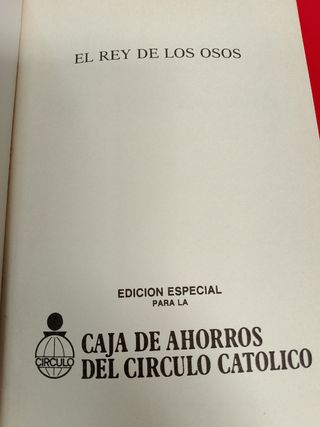 EL REY DE LOS OSOS
EDICION ESPECIAL
PARA LA
CIRCULO
CAJA DE AHORROS
DEL CIRCULO CATOLICO